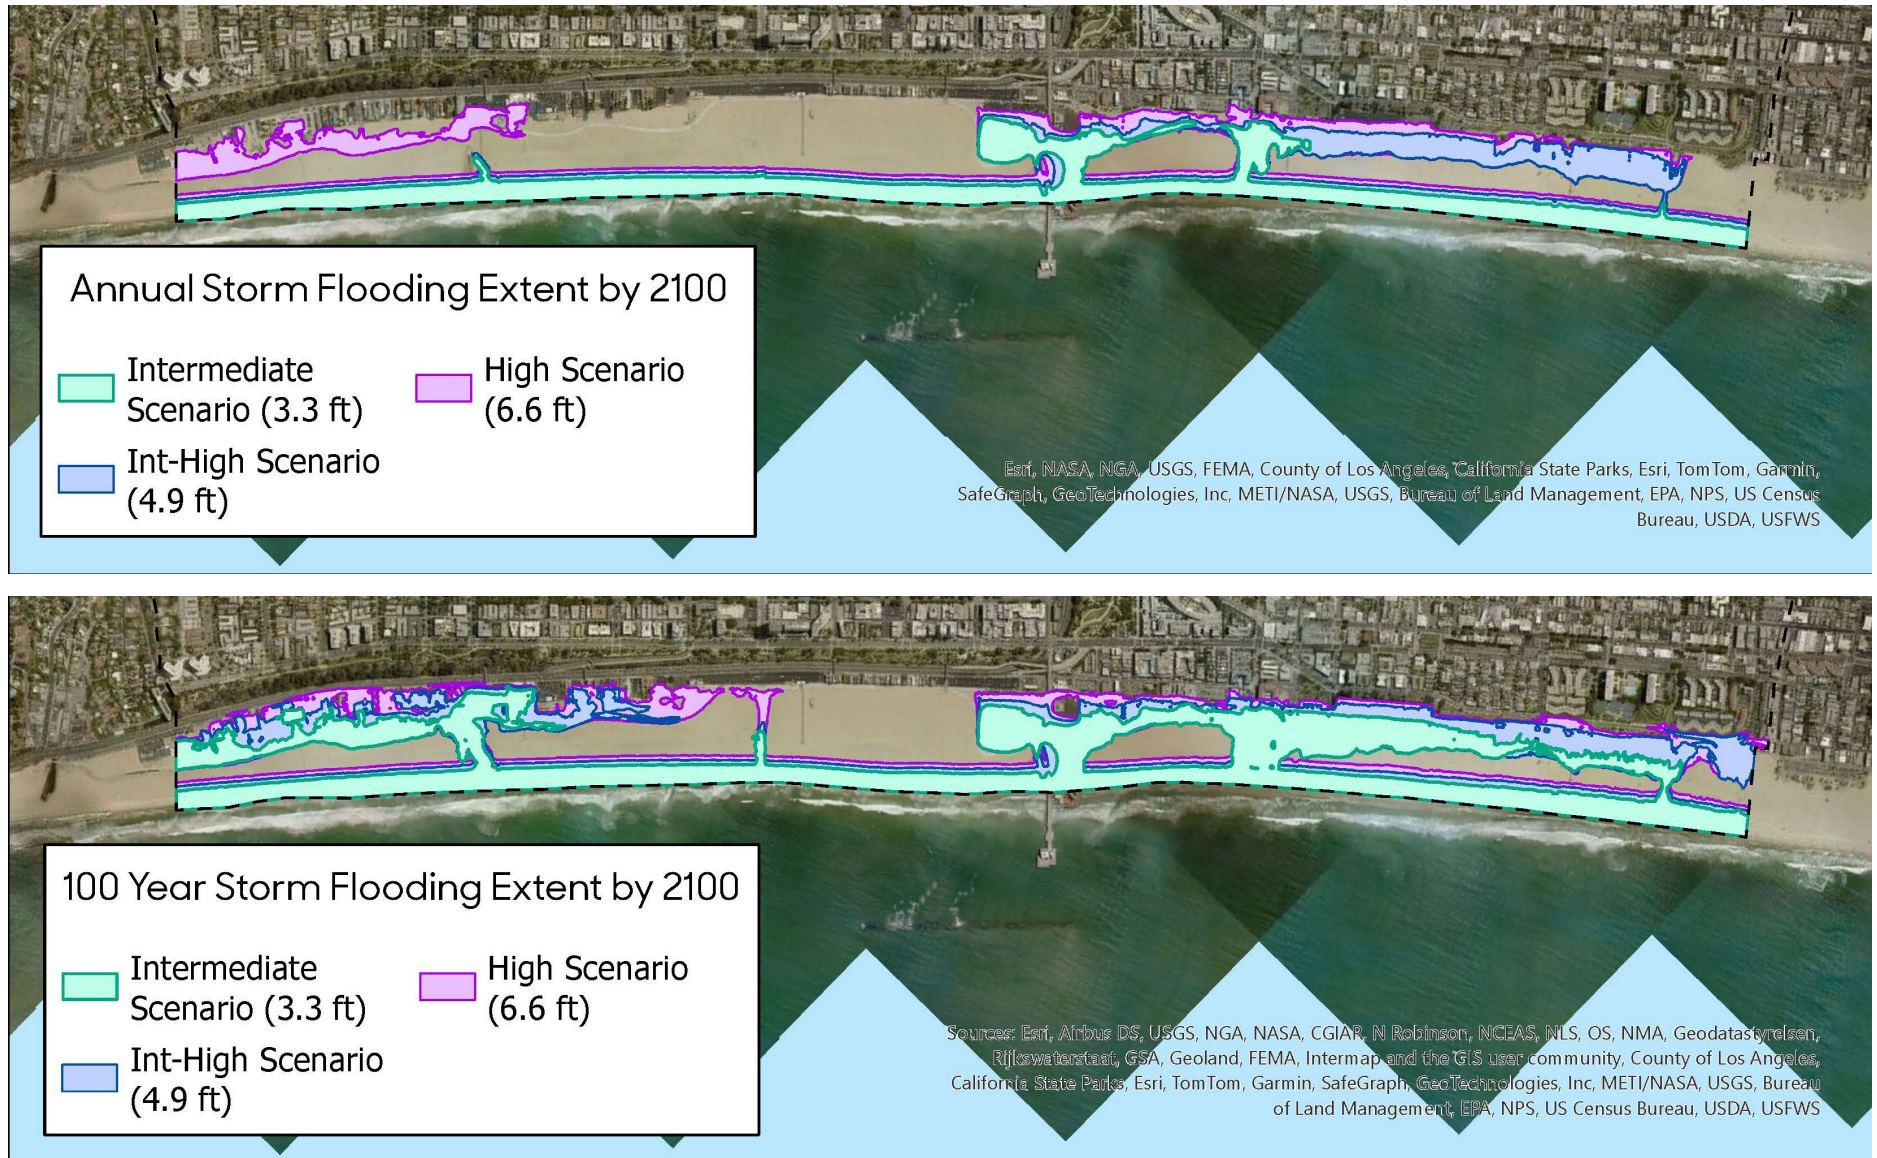 Annual Storm Flooding Extent by 2100
Intermediate
Scenario (3.3 ft)
High Scenario
(6.6 ft)
Int-High Scenario
(4.9 ft)
Esri, NASA, NGA, USGS, FEMA, County of Los Angeles, California State Parks, Esri, TomTom, Garmin,
SafeGraph, GeoTechnologies, Inc, METI/NASA, USGS, Bureau of Land Management, EPA, NPS, US Census
Bureau, USDA, USFWS
100 Year Storm Flooding Extent by 2100
Intermediate
Scenario (3.3 ft)
High Scenario
(6.6 ft)
Int-High Scenario
(4.9 ft)
Sources: Esri, Airbus DS, USGS, NGA, NASA, CGIAR, N Robinson, NCEAS, NLS, OS, NMA, Geodatastyrelsen,
Rijkswaterstaat, GSA, Geoland, FEMA, Intermap and the GIS user community, County of Los Angeles,
California State Parks, Esri, TomTom, Garmin, SafeGraph, GeoTechnologies, Inc, METI/NASA, USGS, Bureau
of Land Management, EPA, NPS, US Census Bureau, USDA, USFWS